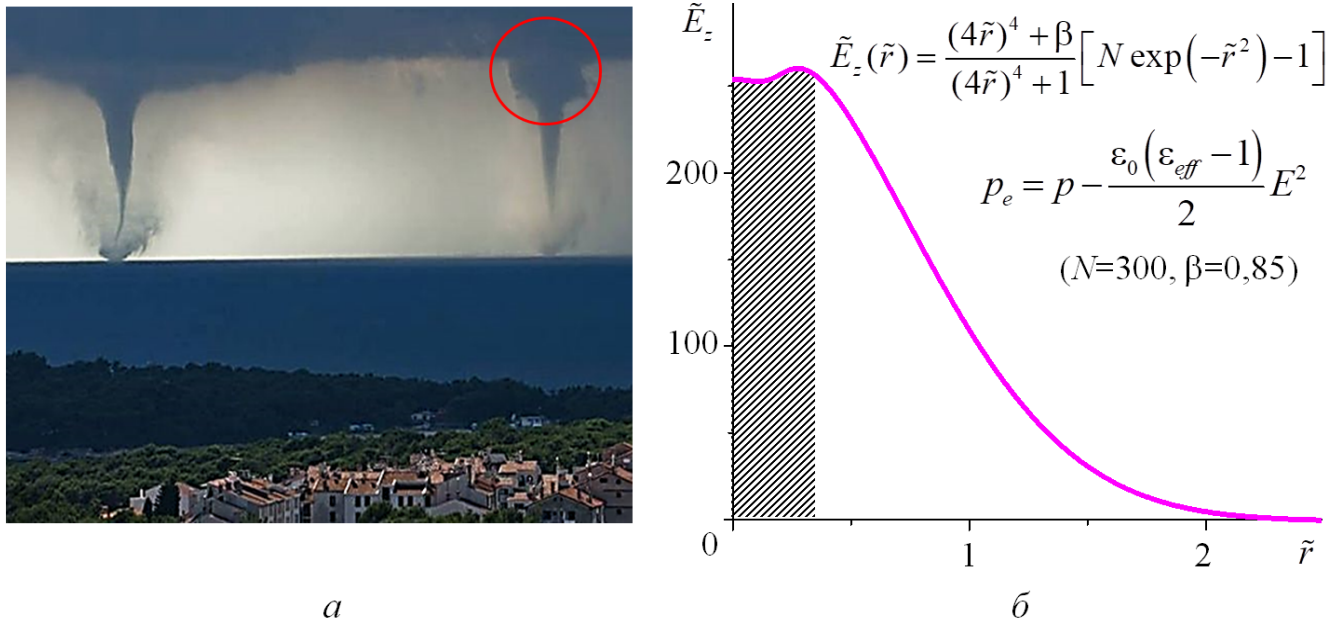 Ẽ_z
Ẽ_z(r̃) = ((4r̃)^4 + β)/((4r̃)^4 + 1) [N exp(−r̃^2) − 1]
200
p_e = p − (ε_0(ε_eff − 1)/2) E^2
(N=300, β=0,85)
100
0
1
2
r̃
а
б